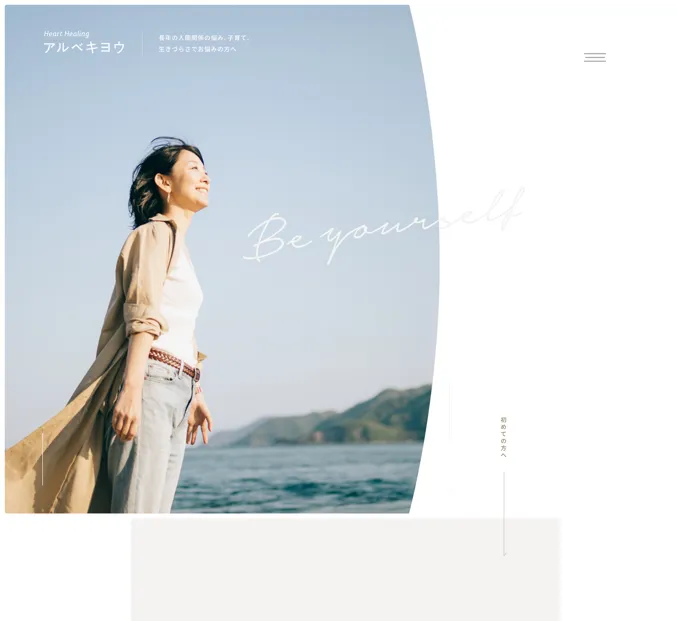 Heart Healing
アルベキヨウ
長年の人間関係の悩み、子育て、
生きづらさでお悩みの方へ
Be yourself
初めての方へ